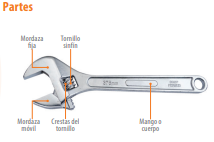 Partes
Mordaza
fija
Tornillo
sinfín
Mordaza
móvil
Crestas del
tornillo
Mango o
cuerpo